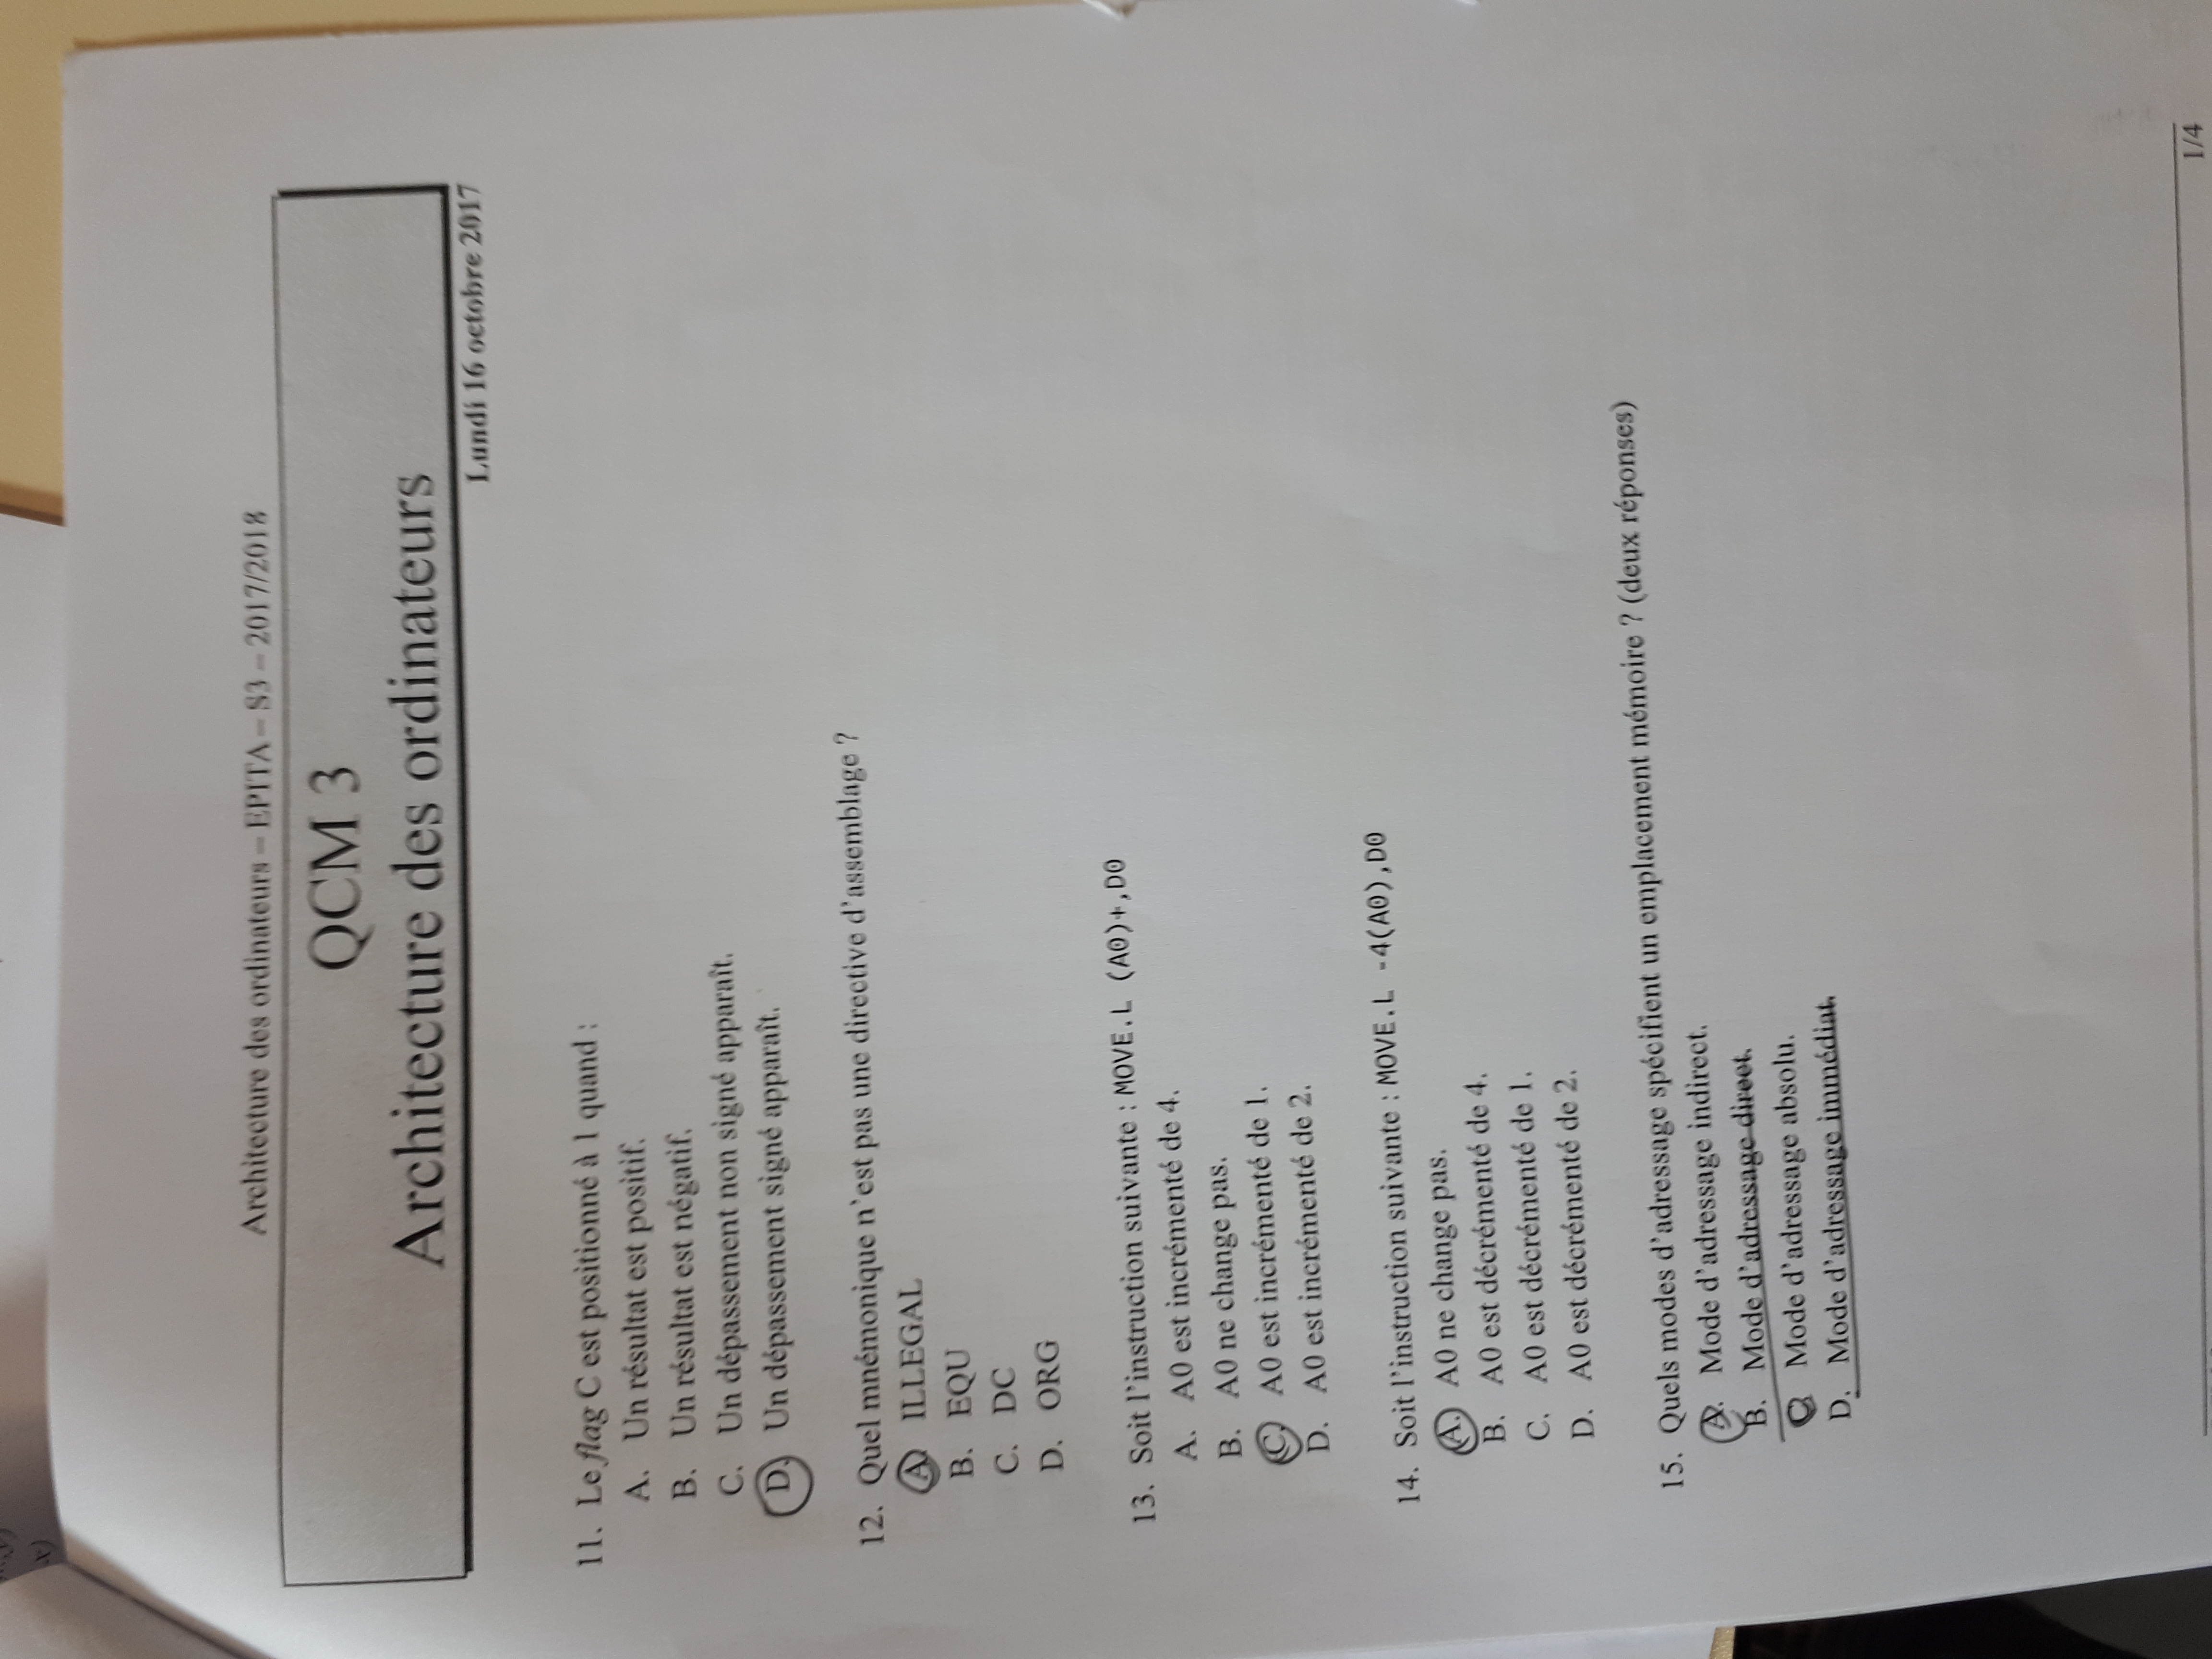 Architecture des ordinateurs – EPITA – S3 – 2017/2018
QCM 3
Architecture des ordinateurs
Lundi 16 octobre 2017
11. Le flag C est positionné à 1 quand :
A. Un résultat est positif.
B. Un résultat est négatif.
C. Un dépassement non signé apparaît.
D. Un dépassement signé apparaît.
12. Quel mnémonique n'est pas une directive d'assemblage ?
A. ILLEGAL
B. EQU
C. DC
D. ORG
13. Soit l'instruction suivante : MOVE.L (A0)+,D0
A. A0 est incrémenté de 4.
B. A0 ne change pas.
C. A0 est incrémenté de 1.
D. A0 est incrémenté de 2.
14. Soit l'instruction suivante : MOVE.L -4(A0),D0
A. A0 ne change pas.
B. A0 est décrémenté de 4.
C. A0 est décrémenté de 1.
D. A0 est décrémenté de 2.
15. Quels modes d'adressage spécifient un emplacement mémoire ? (deux réponses)
A. Mode d'adressage indirect.
B. Mode d'adressage direct.
C. Mode d'adressage absolu.
D. Mode d'adressage immédiat.
1/4